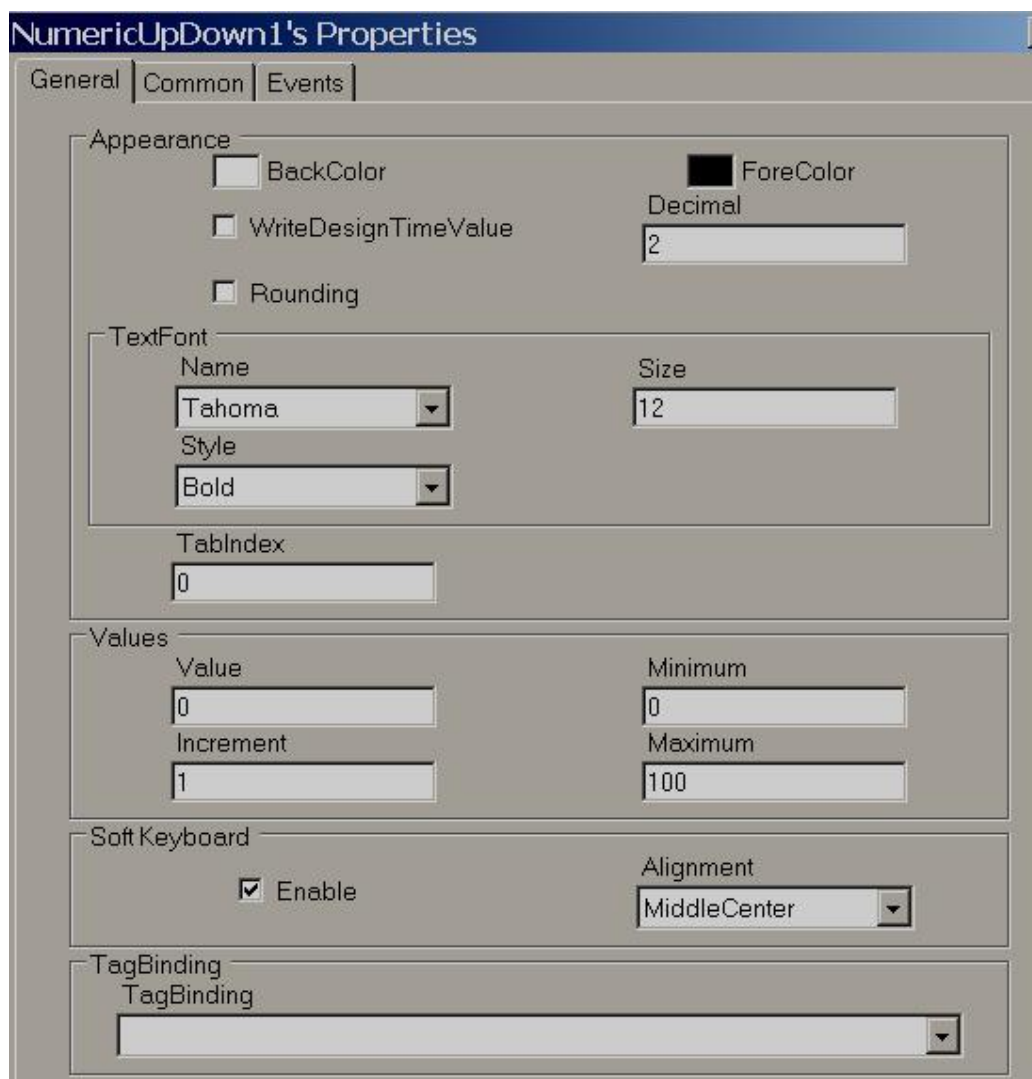 NumericUpDown1's Properties
General Common Events
Appearance
BackColor ForeColor
WriteDesignTimeValue
Decimal
2
Rounding
TextFont
Name Size
Tahoma 12
Style
Bold
TabIndex
0
Values
Value Minimum
0 0
Increment Maximum
1 100
Soft Keyboard
Enable
Alignment
MiddleCenter
TagBinding
TagBinding